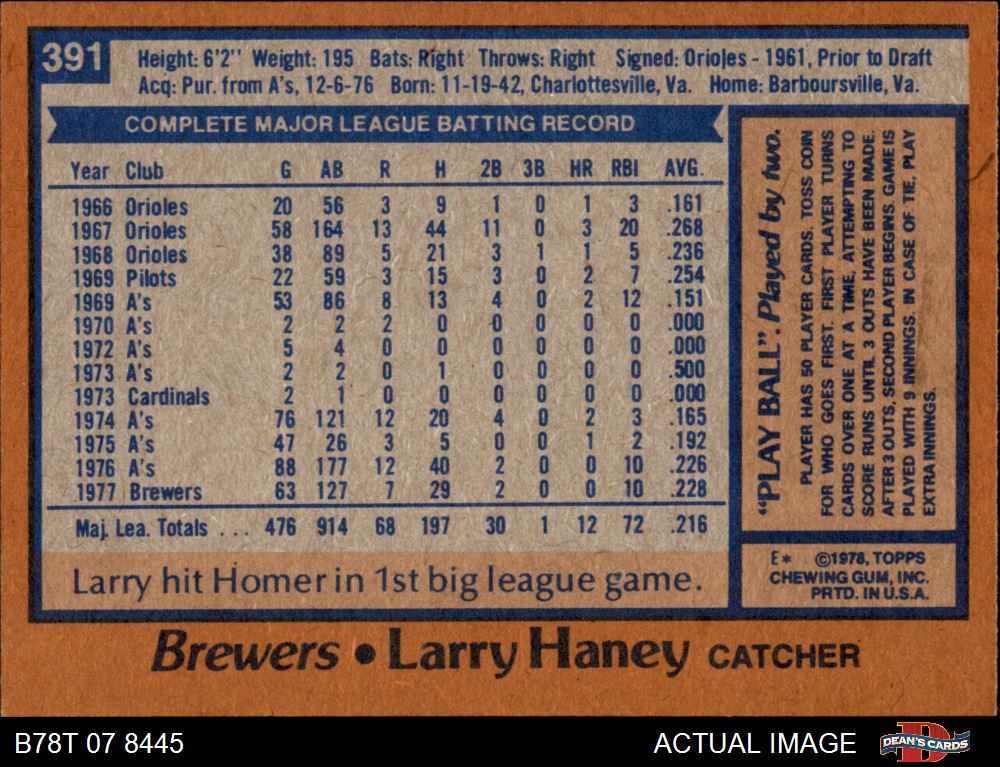 391
Height: 6'2" Weight: 195 Bats: Right Throws: Right Signed: Orioles - 1961, Prior to Draft
Acq: Pur. from A's, 12-6-76 Born: 11-19-42, Charlottesville, Va. Home: Barboursville, Va.
COMPLETE MAJOR LEAGUE BATTING RECORD
Year Club G AB R H 2B 3B HR RBI AVG.
1966 Orioles 20 56 3 9 1 0 1 3 .161
1967 Orioles 58 164 13 44 11 0 3 20 .268
1968 Orioles 38 89 5 21 3 1 1 5 .236
1969 Pilots 22 59 3 15 3 0 2 7 .254
1969 A's 53 86 8 13 4 0 2 12 .151
1970 A's 2 2 2 0 0 0 0 0 .000
1972 A's 5 4 0 0 0 0 0 0 .000
1973 A's 2 2 0 1 0 0 0 0 .500
1973 Cardinals 2 1 0 0 0 0 0 0 .000
1974 A's 76 121 12 20 4 0 2 3 .165
1975 A's 47 26 3 5 0 0 1 2 .192
1976 A's 88 177 12 40 2 0 0 10 .226
1977 Brewers 63 127 7 29 2 0 0 10 .228
Maj. Lea. Totals . . . 476 914 68 197 30 1 12 72 .216
Larry hit Homer in 1st big league game.
"PLAY BALL". Played by two.
PLAYER HAS 50 PLAYER CARDS. TOSS COIN
FOR WHO GOES FIRST. FIRST PLAYER TURNS
CARDS OVER ONE AT A TIME, ATTEMPTING TO
SCORE RUNS UNTIL 3 OUTS HAVE BEEN MADE.
AFTER 3 OUTS, SECOND PLAYER BEGINS. GAME IS
PLAYED WITH 9 INNINGS. IN CASE OF TIE, PLAY
EXTRA INNINGS.
E* ©1978, TOPPS
CHEWING GUM, INC.
PRTD. IN U.S.A.
Brewers • Larry Haney CATCHER
B78T 07 8445
ACTUAL IMAGE
DEAN'S CARDS